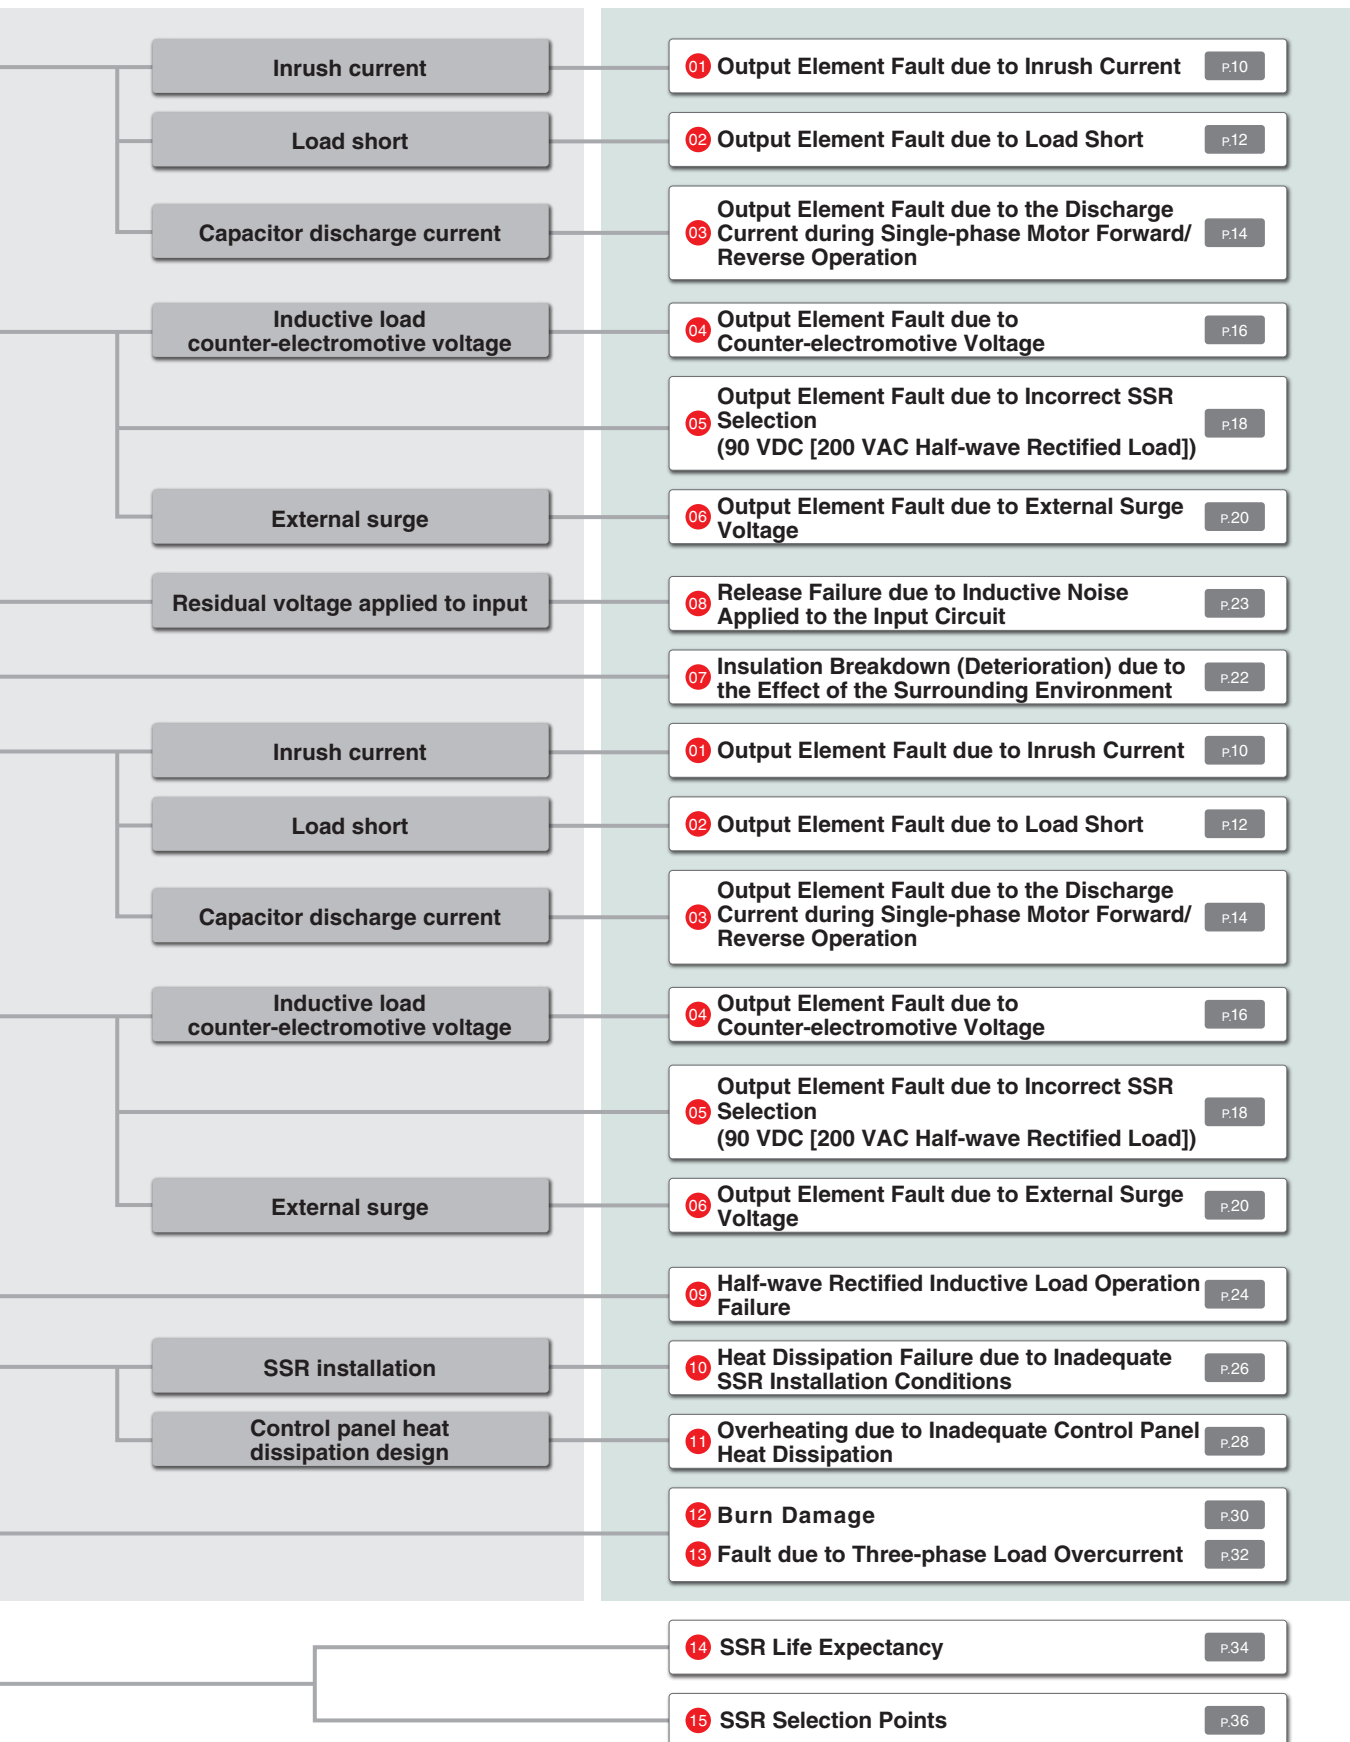 Inrush current
01 Output Element Fault due to Inrush Current P.10
Load short
02 Output Element Fault due to Load Short P.12
Capacitor discharge current
03 Output Element Fault due to the Discharge
Current during Single-phase Motor Forward/
Reverse Operation P.14
Inductive load
counter-electromotive voltage
04 Output Element Fault due to
Counter-electromotive Voltage P.16
05 Output Element Fault due to Incorrect SSR
Selection
(90 VDC [200 VAC Half-wave Rectified Load]) P.18
External surge
06 Output Element Fault due to External Surge
Voltage P.20
Residual voltage applied to input
08 Release Failure due to Inductive Noise
Applied to the Input Circuit P.23
07 Insulation Breakdown (Deterioration) due to
the Effect of the Surrounding Environment P.22
Inrush current
01 Output Element Fault due to Inrush Current P.10
Load short
02 Output Element Fault due to Load Short P.12
Capacitor discharge current
03 Output Element Fault due to the Discharge
Current during Single-phase Motor Forward/
Reverse Operation P.14
Inductive load
counter-electromotive voltage
04 Output Element Fault due to
Counter-electromotive Voltage P.16
05 Output Element Fault due to Incorrect SSR
Selection
(90 VDC [200 VAC Half-wave Rectified Load]) P.18
External surge
06 Output Element Fault due to External Surge
Voltage P.20
09 Half-wave Rectified Inductive Load Operation
Failure P.24
SSR installation
10 Heat Dissipation Failure due to Inadequate
SSR Installation Conditions P.26
Control panel heat
dissipation design
11 Overheating due to Inadequate Control Panel
Heat Dissipation P.28
12 Burn Damage P.30
13 Fault due to Three-phase Load Overcurrent P.32
14 SSR Life Expectancy P.34
15 SSR Selection Points P.36